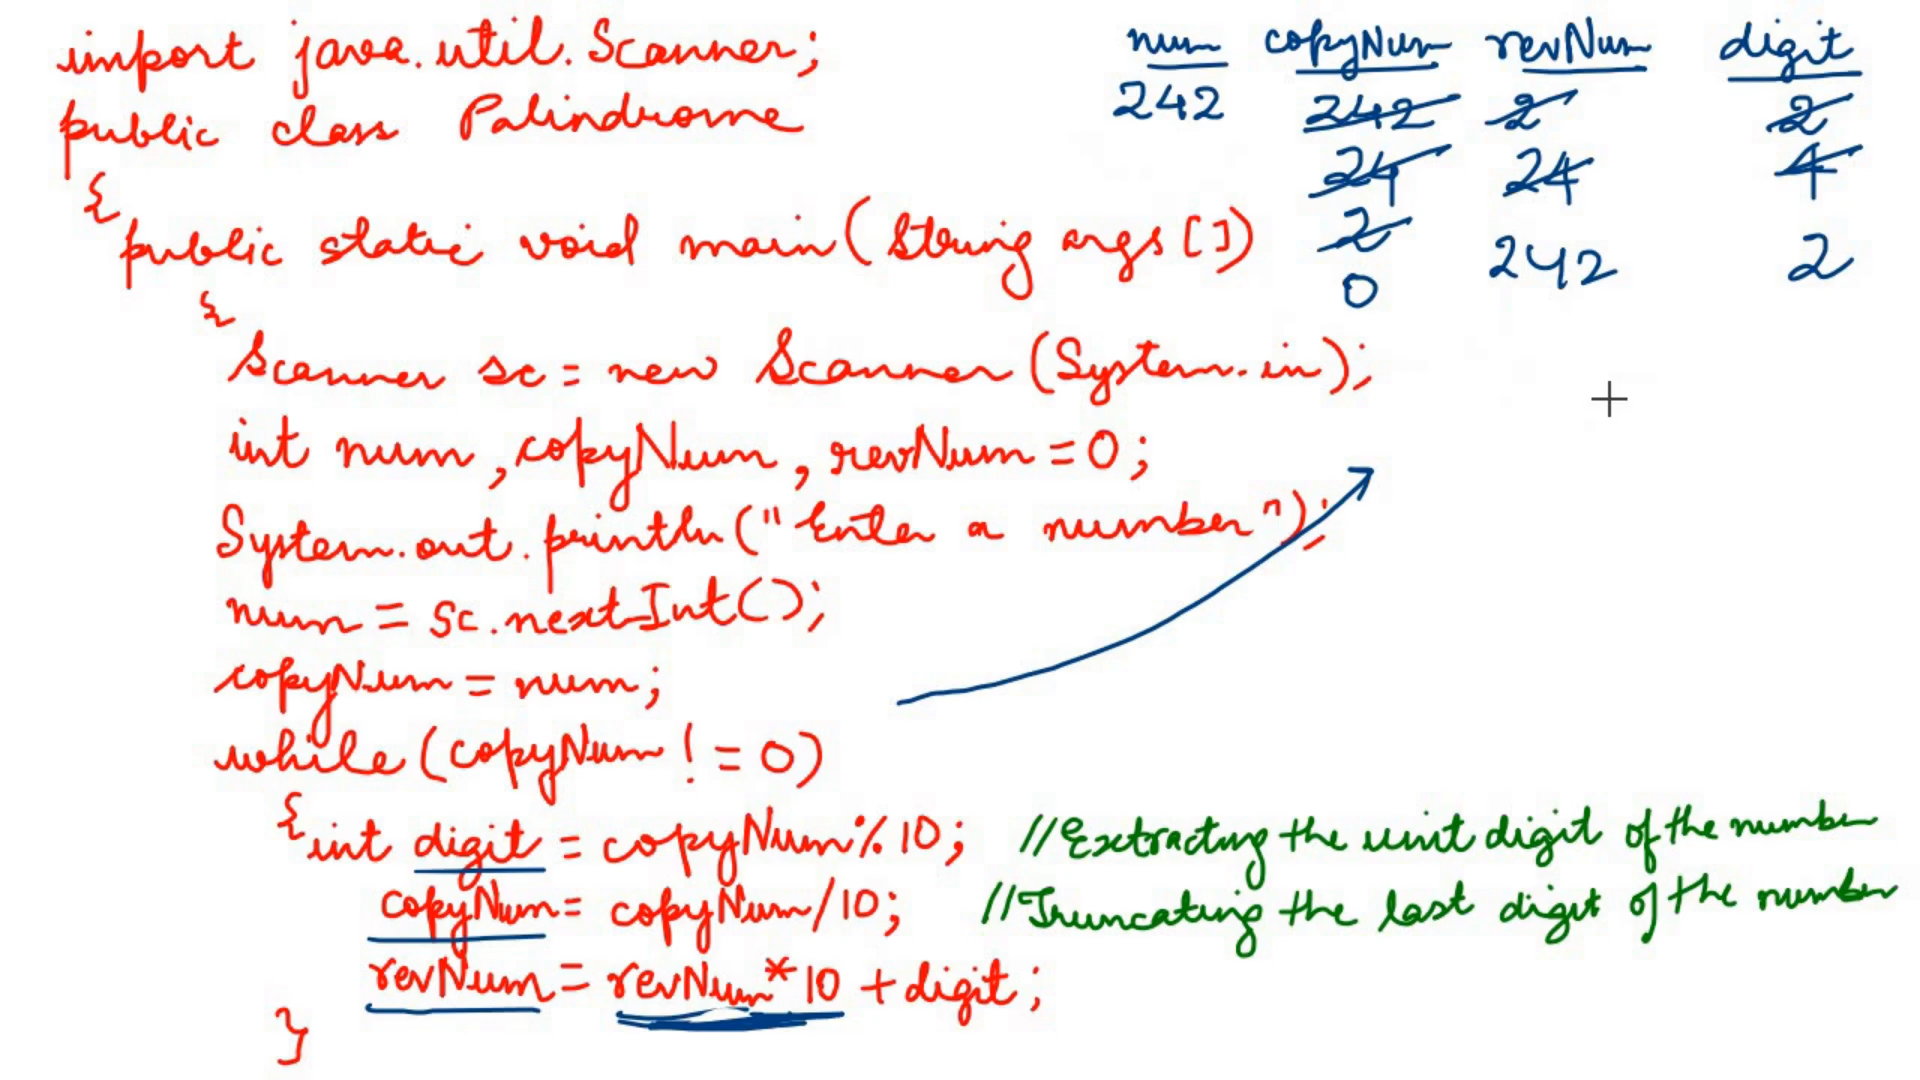 import java.util.Scanner;
public class Palindrome
{
public static void main(String args[])
{
Scanner sc = new Scanner(System.in);
int num, copyNum, revNum=0;
System.out.println("Enter a number");
num = sc.nextInt();
copyNum = num;
while(copyNum != 0)
{int digit = copyNum%10; //Extracting the unit digit of the number
copyNum = copyNum/10; //Truncating the last digit of the number
revNum = revNum*10 + digit;
}
num copyNum revNum digit
242 242 2 2
24 24 4
2 242 2
0